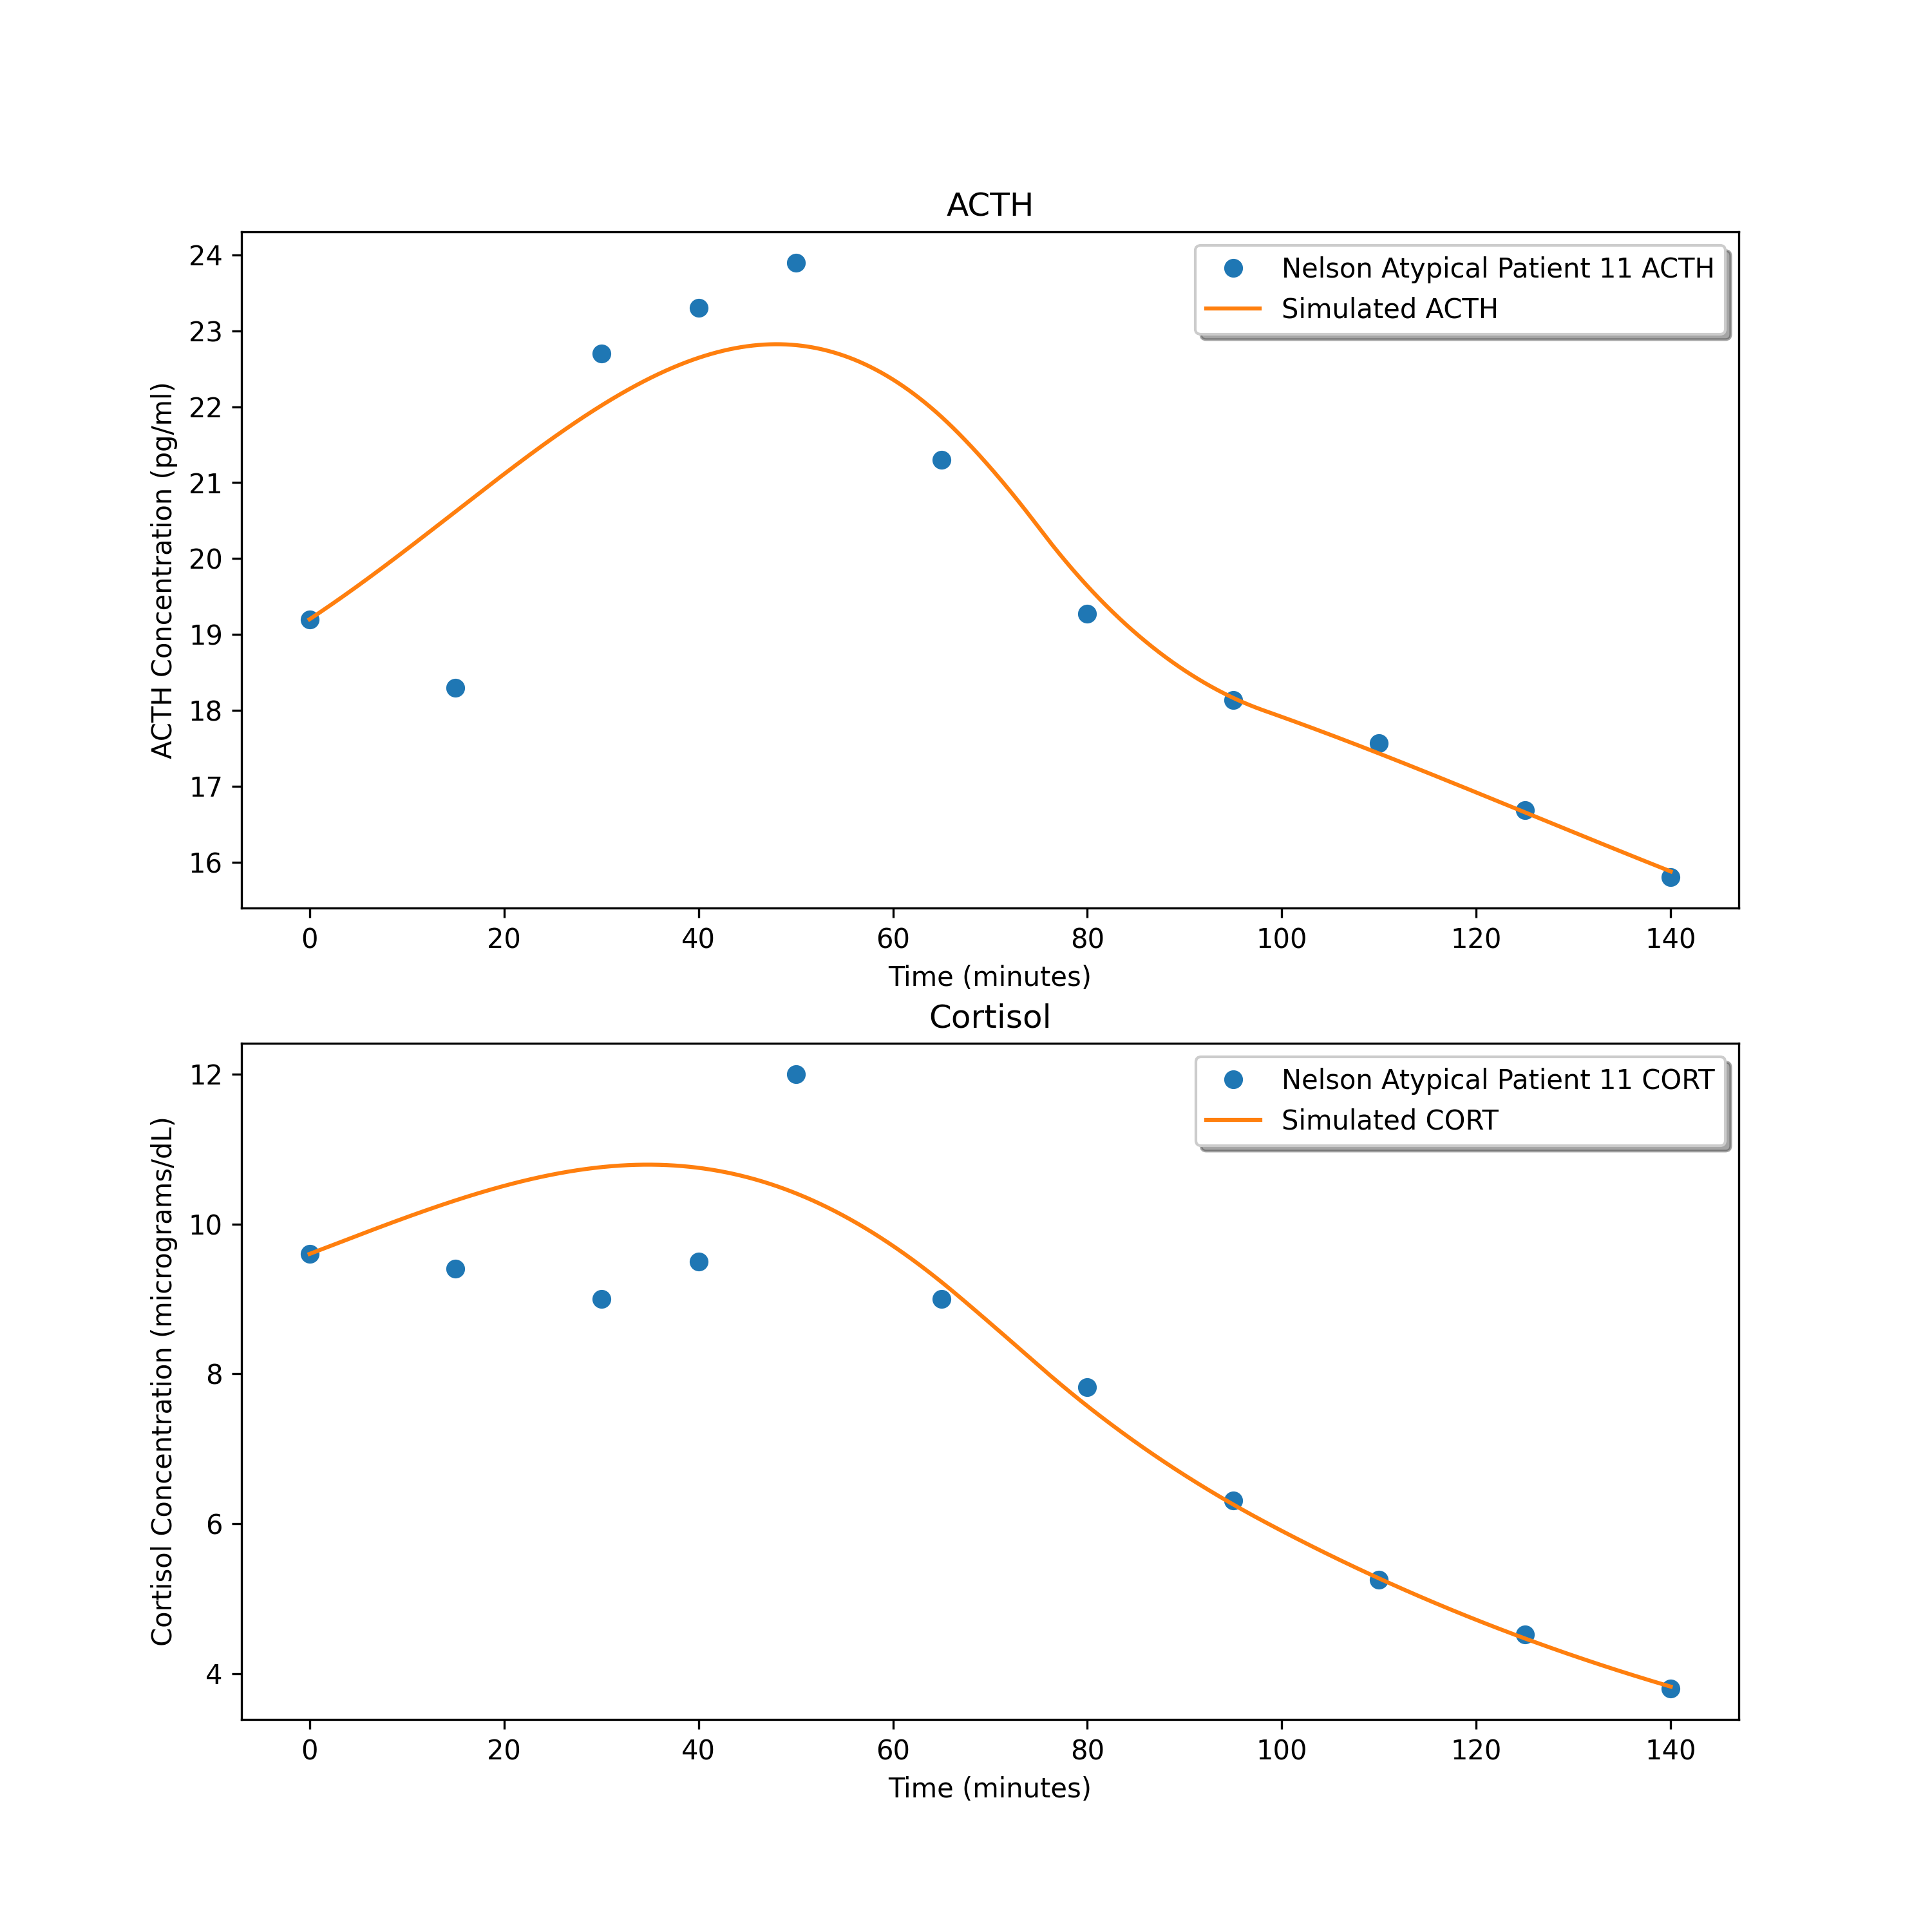 ACTH
24
23
22
21
20
19
18
17
16
ACTH Concentration (pg/ml)
Nelson Atypical Patient 11 ACTH
Simulated ACTH
0 20 40 60 80 100 120 140
Time (minutes)
Cortisol
12
10
8
6
4
Cortisol Concentration (micrograms/dL)
Nelson Atypical Patient 11 CORT
Simulated CORT
0 20 40 60 80 100 120 140
Time (minutes)